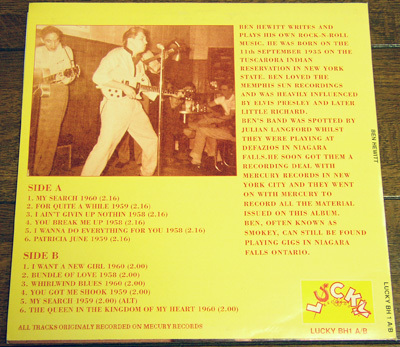 BEN HEWITT WRITES AND
PLAYS HIS OWN ROCK-N-ROLL
MUSIC. HE WAS BORN ON THE
11th SEPTEMBER 1935 ON THE
TUSCARORA INDIAN
RESERVATION IN NEW YORK
STATE. BEN LOVED THE
MEMPHIS SUN RECORDINGS
AND WAS HEAVILY INFLUENCED
BY ELVIS PRESLEY AND LATER
LITTLE RICHARD.
BEN'S BAND WAS SPOTTED BY
JULIAN LANGFORD WHILST
THEY WERE PLAYING AT
DEFAZIOS IN NIAGARA
FALLS.HE SOON GOT THEM A
RECORDING DEAL WITH
MERCURY RECORDS IN NEW
YORK CITY AND THEY WENT
ON WITH MERCURY TO
RECORD ALL THE MATERIAL
ISSUED ON THIS ALBUM.
BEN, OFTEN KNOWN AS
SMOKEY, CAN STILL BE FOUND
PLAYING GIGS IN NIAGARA
FALLS ONTARIO.
SIDE A
1. MY SEARCH 1960 (2.16)
2. FOR QUITE A WHILE 1959 (2.16)
3. I AIN'T GIVIN UP NOTHIN 1958 (2.16)
4. YOU BREAK ME UP 1958 (2.16)
5. I WANNA DO EVERYTHING FOR YOU 1958 (2.16)
6. PATRICIA JUNE 1959 (2.16)
SIDE B
1. I WANT A NEW GIRL 1960 (2.00)
2. BUNDLE OF LOVE 1958 (2.00)
3. WHIRLWIND BLUES 1960 (2.00)
4. YOU GOT ME SHOOK 1958 (2.00)
5. MY SEARCH 1959 (2.00) (ALT)
6. THE QUEEN IN THE KINGDOM OF MY HEART 1960 (2.00)
ALL TRACKS ORIGINALY RECORDED ON MECURY RECORDS
LUCKY
LUCKY BH1 A/B
BEN HEWITT
LUCKY BH 1 A/B